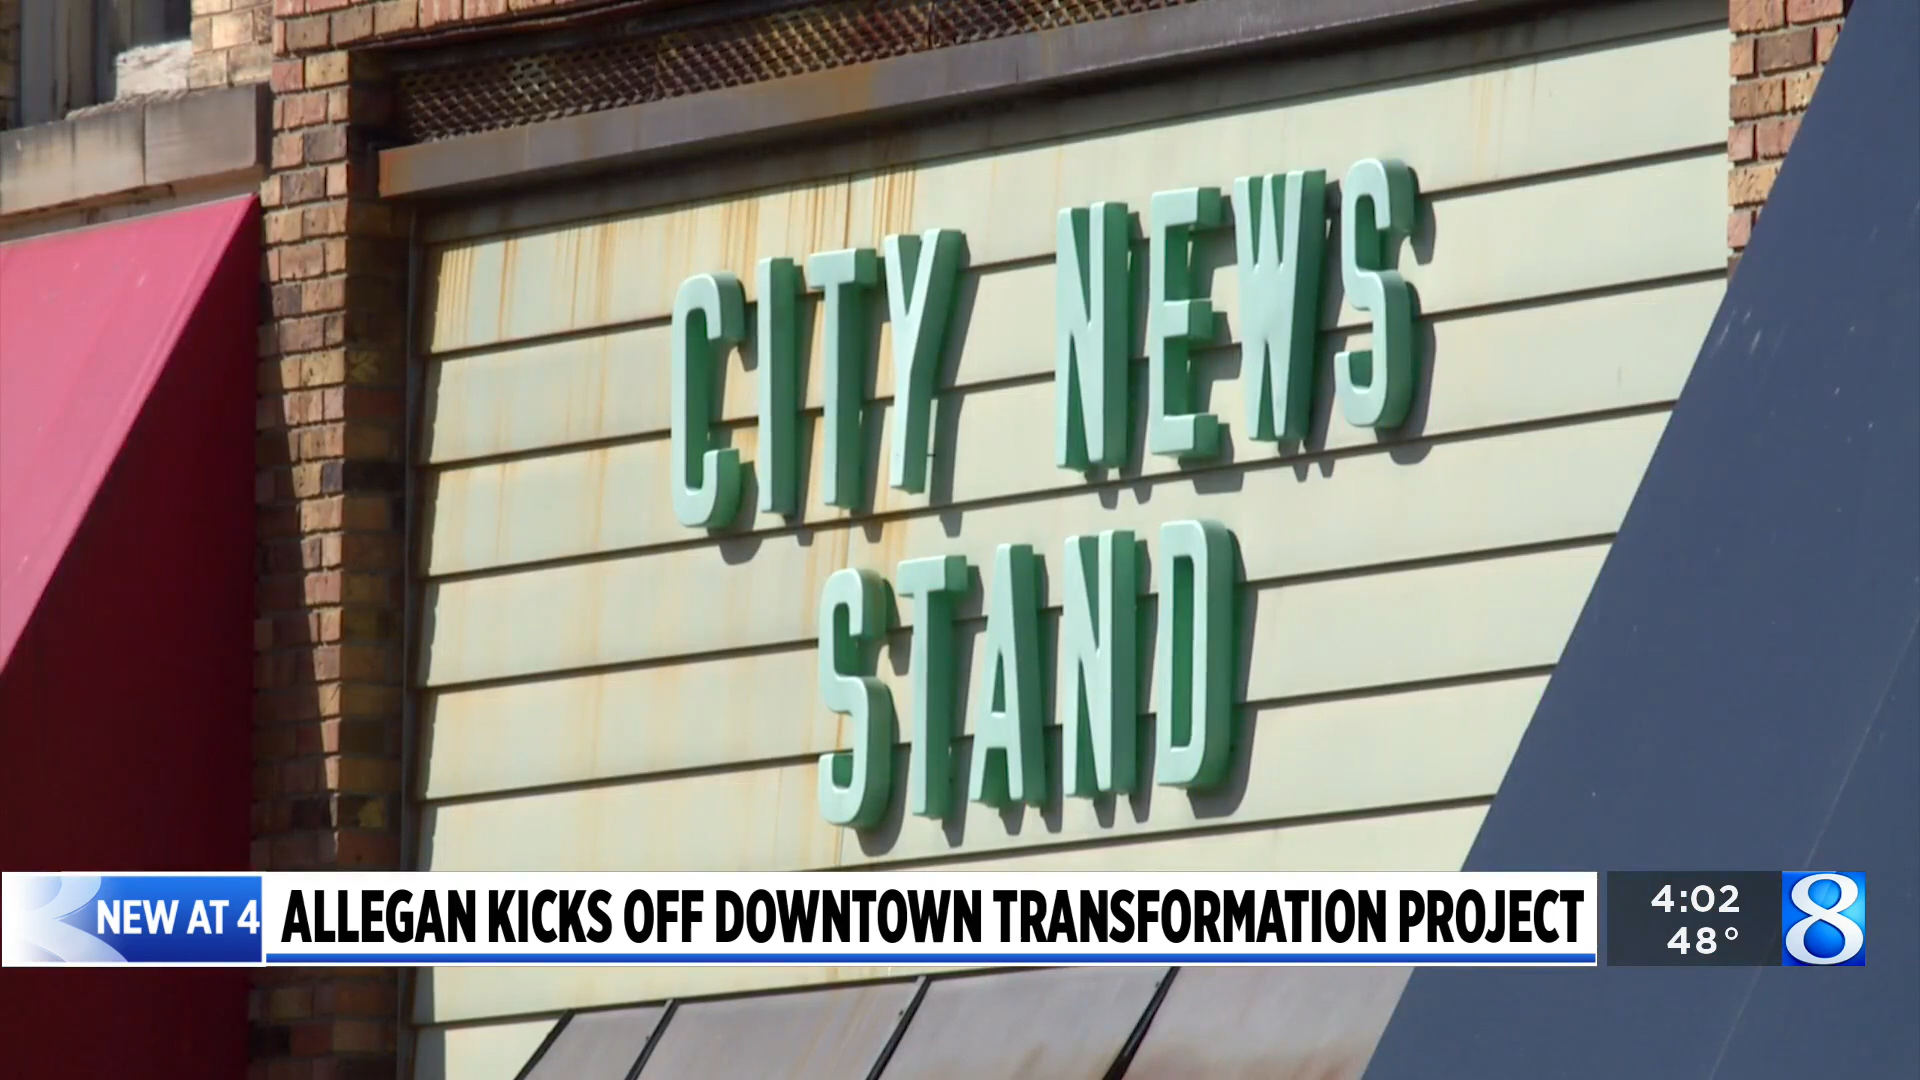 CITY NEWS
STAND
NEW AT 4
ALLEGAN KICKS OFF DOWNTOWN TRANSFORMATION PROJECT
4:02
48°
8